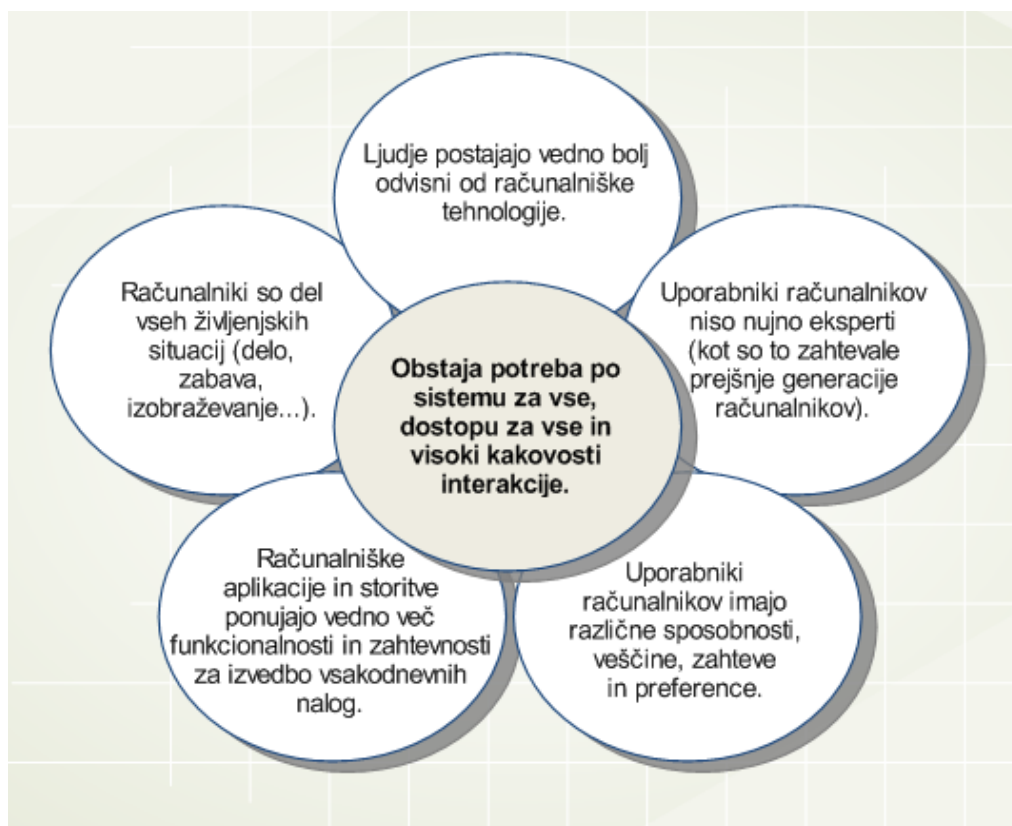 Ljudje postajajo vedno bolj
odvisni od računalniške
tehnologije.
Računalniki so del
vseh življenjskih
situacij (delo,
zabava,
izobraževanje...).
Uporabniki računalnikov
niso nujno eksperti
(kot so to zahtevale
prejšnje generacije
računalnikov).
Obstaja potreba po
sistemu za vse,
dostopu za vse in
visoki kakovosti
interakcije.
Računalniške
aplikacije in storitve
ponujajo vedno več
funkcionalnosti in zahtevnosti
za izvedbo vsakodnevnih
nalog.
Uporabniki
računalnikov imajo
različne sposobnosti,
veščine, zahteve
in preference.